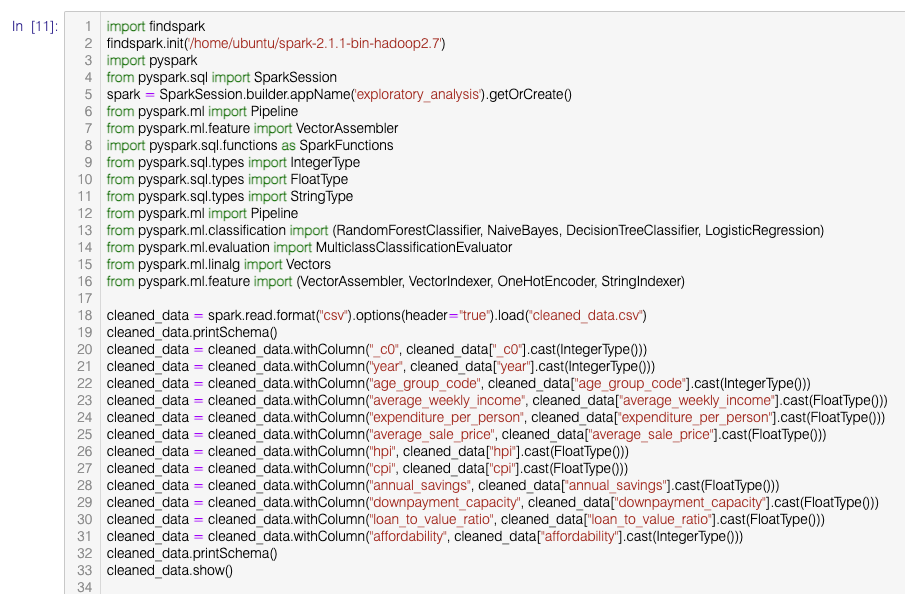 In [11]:
1 import findspark
2 findspark.init('/home/ubuntu/spark-2.1.1-bin-hadoop2.7')
3 import pyspark
4 from pyspark.sql import SparkSession
5 spark = SparkSession.builder.appName('exploratory_analysis').getOrCreate()
6 from pyspark.ml import Pipeline
7 from pyspark.ml.feature import VectorAssembler
8 import pyspark.sql.functions as SparkFunctions
9 from pyspark.sql.types import IntegerType
10 from pyspark.sql.types import FloatType
11 from pyspark.sql.types import StringType
12 from pyspark.ml import Pipeline
13 from pyspark.ml.classification import (RandomForestClassifier, NaiveBayes, DecisionTreeClassifier, LogisticRegression)
14 from pyspark.ml.evaluation import MulticlassClassificationEvaluator
15 from pyspark.ml.linalg import Vectors
16 from pyspark.ml.feature import (VectorAssembler, VectorIndexer, OneHotEncoder, StringIndexer)
17
18 cleaned_data = spark.read.format("csv").options(header="true").load("cleaned_data.csv")
19 cleaned_data.printSchema()
20 cleaned_data = cleaned_data.withColumn("_c0", cleaned_data["_c0"].cast(IntegerType()))
21 cleaned_data = cleaned_data.withColumn("year", cleaned_data["year"].cast(IntegerType()))
22 cleaned_data = cleaned_data.withColumn("age_group_code", cleaned_data["age_group_code"].cast(IntegerType()))
23 cleaned_data = cleaned_data.withColumn("average_weekly_income", cleaned_data["average_weekly_income"].cast(FloatType()))
24 cleaned_data = cleaned_data.withColumn("expenditure_per_person", cleaned_data["expenditure_per_person"].cast(FloatType()))
25 cleaned_data = cleaned_data.withColumn("average_sale_price", cleaned_data["average_sale_price"].cast(FloatType()))
26 cleaned_data = cleaned_data.withColumn("hpi", cleaned_data["hpi"].cast(FloatType()))
27 cleaned_data = cleaned_data.withColumn("cpi", cleaned_data["cpi"].cast(FloatType()))
28 cleaned_data = cleaned_data.withColumn("annual_savings", cleaned_data["annual_savings"].cast(FloatType()))
29 cleaned_data = cleaned_data.withColumn("downpayment_capacity", cleaned_data["downpayment_capacity"].cast(FloatType()))
30 cleaned_data = cleaned_data.withColumn("loan_to_value_ratio", cleaned_data["loan_to_value_ratio"].cast(FloatType()))
31 cleaned_data = cleaned_data.withColumn("affordability", cleaned_data["affordability"].cast(IntegerType()))
32 cleaned_data.printSchema()
33 cleaned_data.show()
34